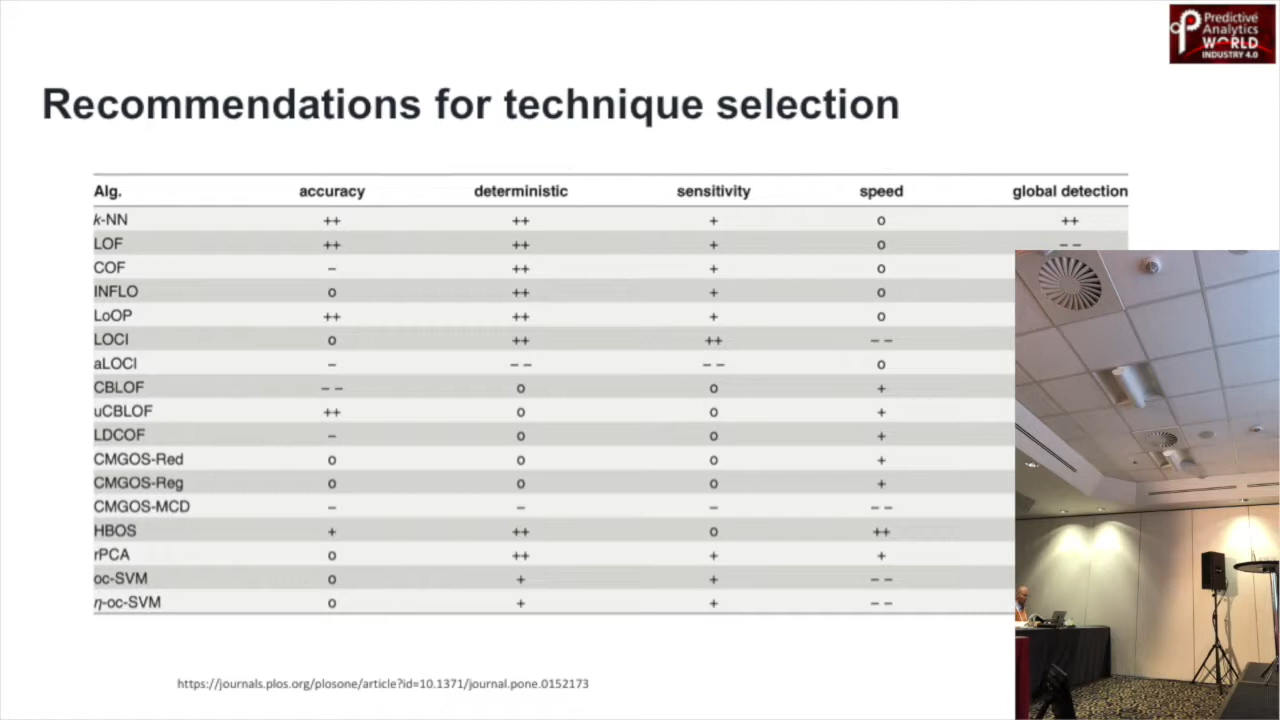 Predictive
Analytics
WORLD
INDUSTRY 4.0
Recommendations for technique selection
Alg. accuracy deterministic sensitivity speed global detection
k-NN ++ ++ + o ++
LOF ++ ++ + o – –
COF – ++ + o
INFLO o ++ + o
LoOP ++ ++ + o
LOCI o ++ ++ – –
aLOCI – – – – – o
CBLOF – – o o +
uCBLOF ++ o o +
LDCOF – o o +
CMGOS-Red o o o +
CMGOS-Reg o o o +
CMGOS-MCD – – – – –
HBOS + ++ o ++
rPCA o ++ + +
oc-SVM o + + – –
η-oc-SVM o + + – –
https://journals.plos.org/plosone/article?id=10.1371/journal.pone.0152173